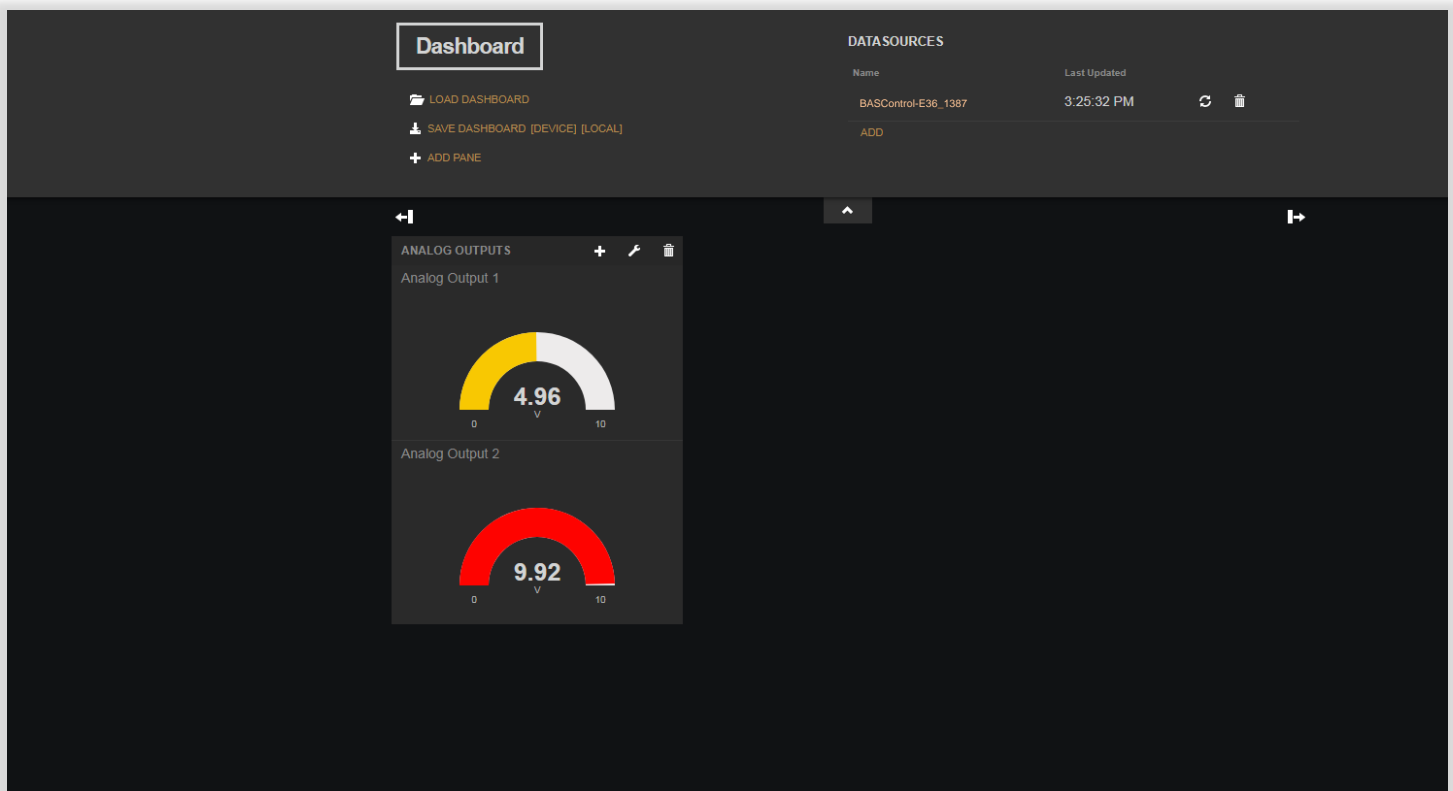 Dashboard
LOAD DASHBOARD
SAVE DASHBOARD [DEVICE] [LOCAL]
ADD PANE
DATASOURCES
Name Last Updated
BASControl-E36_1387 3:25:32 PM
ADD
ANALOG OUTPUTS
Analog Output 1
4.96
V
0 10
Analog Output 2
9.92
V
0 10